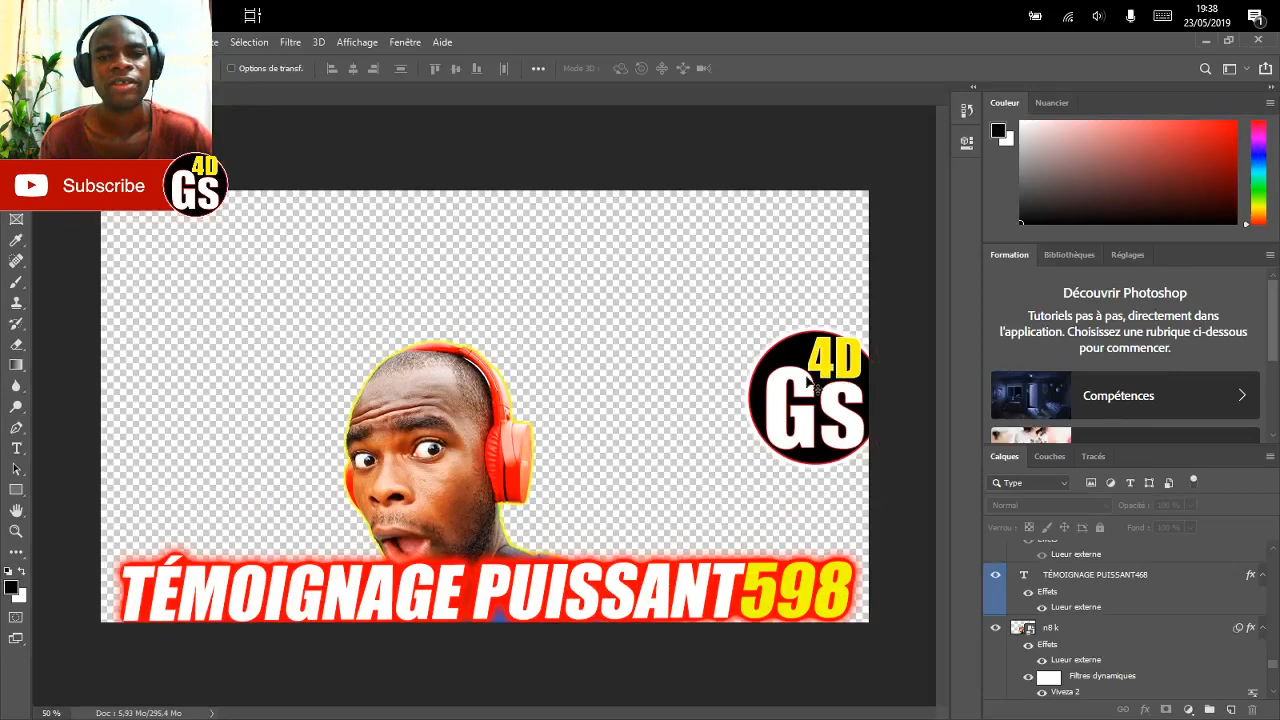 19:38
23/05/2019
1
Sélection Filtre 3D Affichage Fenêtre Aide
Options de transf. Mode 3D :
Couleur Nuancier
4D
Subscribe
Gs
Formation Bibliothèques Réglages
Découvrir Photoshop
Tutoriels pas à pas, directement dans
l'application. Choisissez une rubrique ci-dessous
pour commencer.
4D
Gs
Compétences
Calques Couches Tracés
Type
Normal Opacité : 100 %
Verrou : Fond : 100 %
Lueur externe
TÉMOIGNAGE PUISSANT468 fx
Effets
Lueur externe
TÉMOIGNAGE PUISSANT598
n8 k fx
Effets
Lueur externe
Filtres dynamiques
Viveza 2
50 % Doc : 5,93 Mo/295,4 Mo
fx